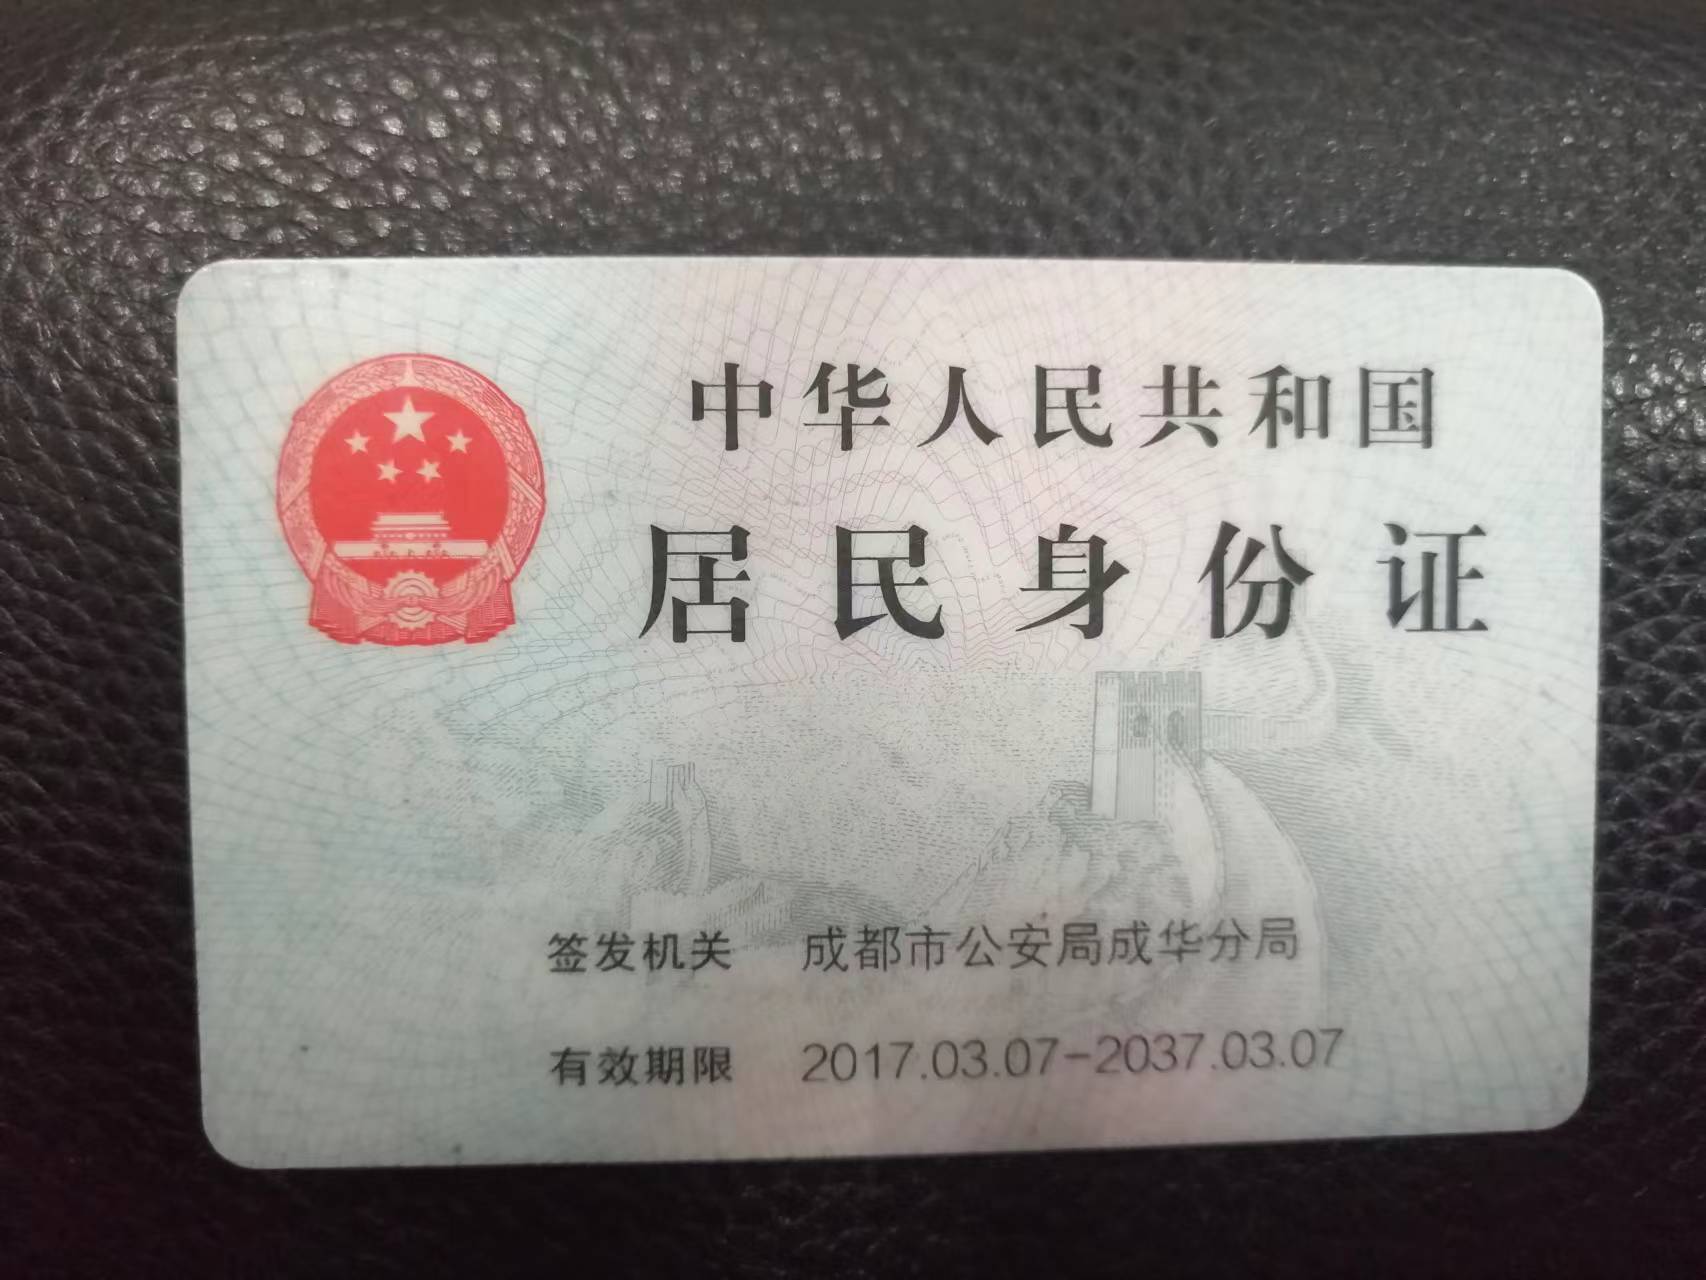 中华人民共和国
居民身份证
签发机关 成都市公安局成华分局
有效期限 2017.03.07-2037.03.07